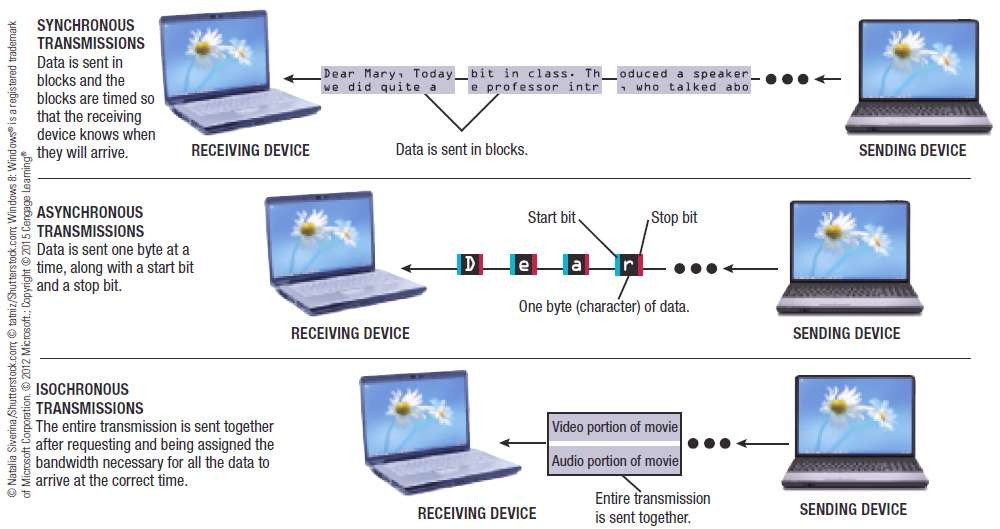 SYNCHRONOUS
TRANSMISSIONS
Data is sent in
blocks and the
blocks are timed so
that the receiving
device knows when
they will arrive.
Dear Mary, Today
we did quite a
bit in class. Th
e professor intr
oduced a speaker
, who talked abo
RECEIVING DEVICE
Data is sent in blocks.
SENDING DEVICE
ASYNCHRONOUS
TRANSMISSIONS
Data is sent one byte at a
time, along with a start bit
and a stop bit.
Start bit
Stop bit
D e a r
One byte (character) of data.
RECEIVING DEVICE
SENDING DEVICE
ISOCHRONOUS
TRANSMISSIONS
The entire transmission is sent together
after requesting and being assigned the
bandwidth necessary for all the data to
arrive at the correct time.
Video portion of movie
Audio portion of movie
Entire transmission
is sent together.
RECEIVING DEVICE
SENDING DEVICE
© Natalia Siverina/Shutterstock.com; © tatniz/Shutterstock.com; Windows 8: Windows® is a registered trademark
of Microsoft Corporation. © 2012 Microsoft.; Copyright © 2015 Cengage Learning®